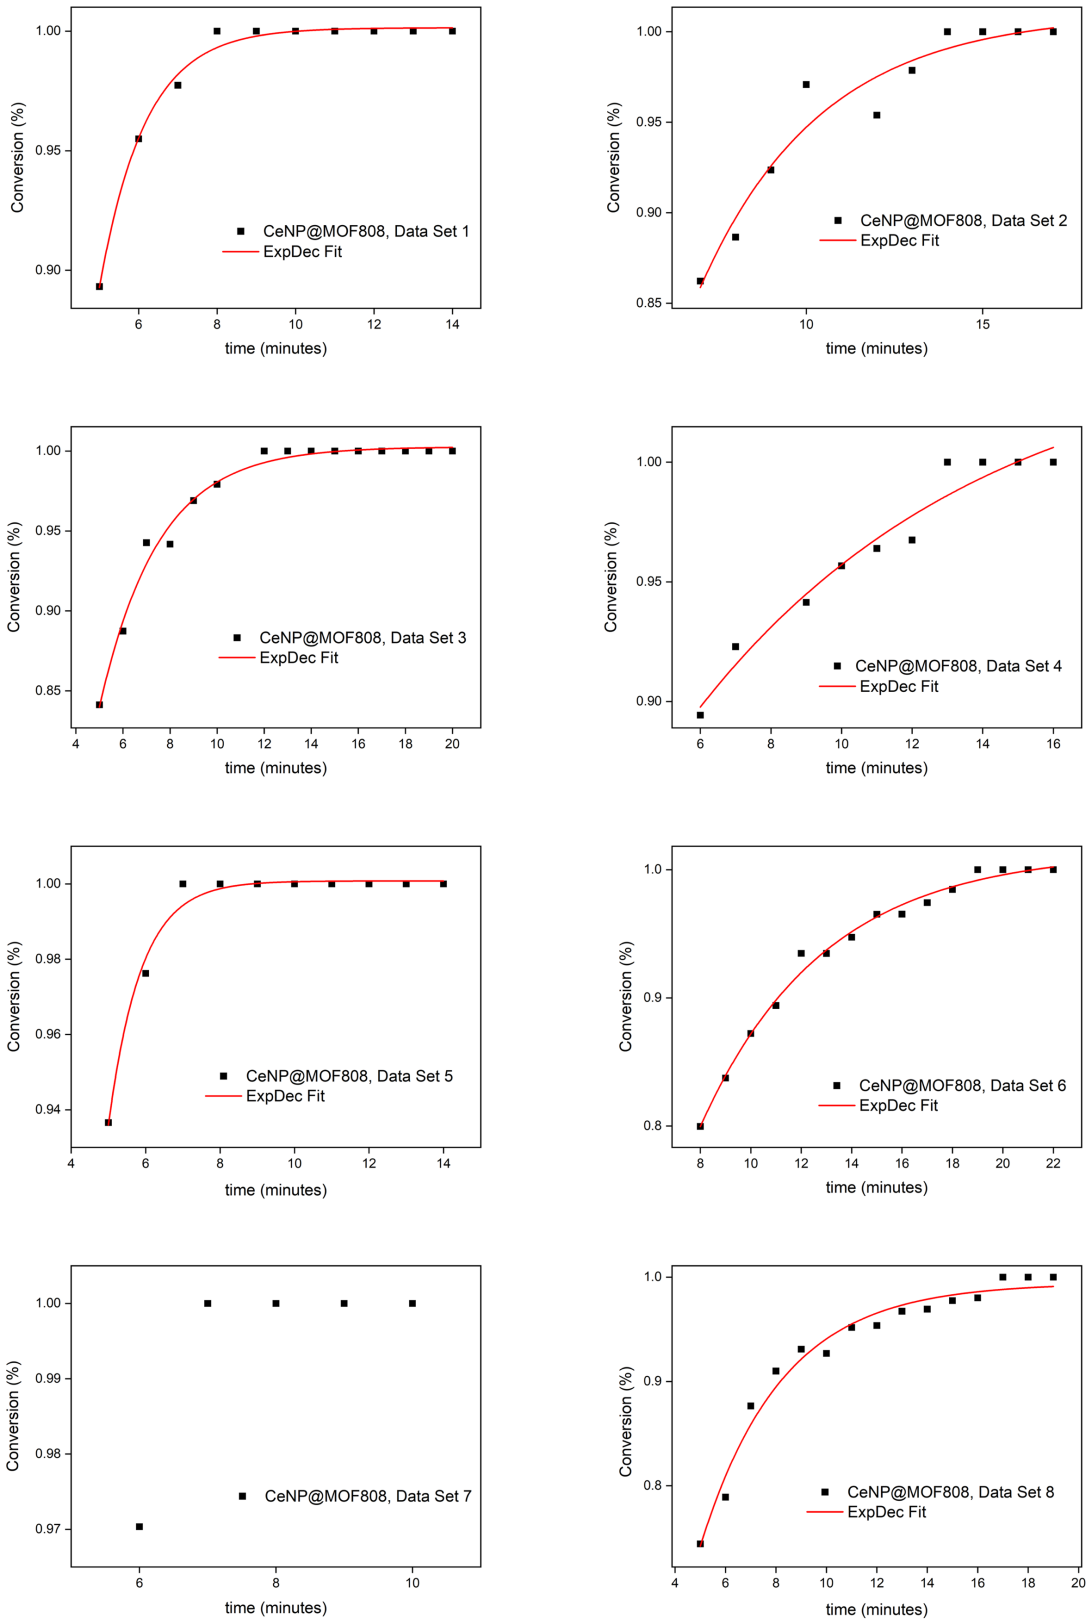 1.00
0.95
0.90
Conversion (%)
CeNP@MOF808, Data Set 1
ExpDec Fit
6 8 10 12 14
time (minutes)
1.00
0.95
0.90
0.85
Conversion (%)
CeNP@MOF808, Data Set 2
ExpDec Fit
10 15
time (minutes)
1.00
0.95
0.90
0.85
Conversion (%)
CeNP@MOF808, Data Set 3
ExpDec Fit
4 6 8 10 12 14 16 18 20
time (minutes)
1.00
0.95
0.90
Conversion (%)
CeNP@MOF808, Data Set 4
ExpDec Fit
6 8 10 12 14 16
time (minutes)
1.00
0.98
0.96
0.94
Conversion (%)
CeNP@MOF808, Data Set 5
ExpDec Fit
4 6 8 10 12 14
time (minutes)
1.0
0.9
0.8
Conversion (%)
CeNP@MOF808, Data Set 6
ExpDec Fit
8 10 12 14 16 18 20 22
time (minutes)
1.00
0.99
0.98
0.97
Conversion (%)
CeNP@MOF808, Data Set 7
6 8 10
time (minutes)
1.0
0.9
0.8
Conversion (%)
CeNP@MOF808, Data Set 8
ExpDec Fit
4 6 8 10 12 14 16 18 20
time (minutes)